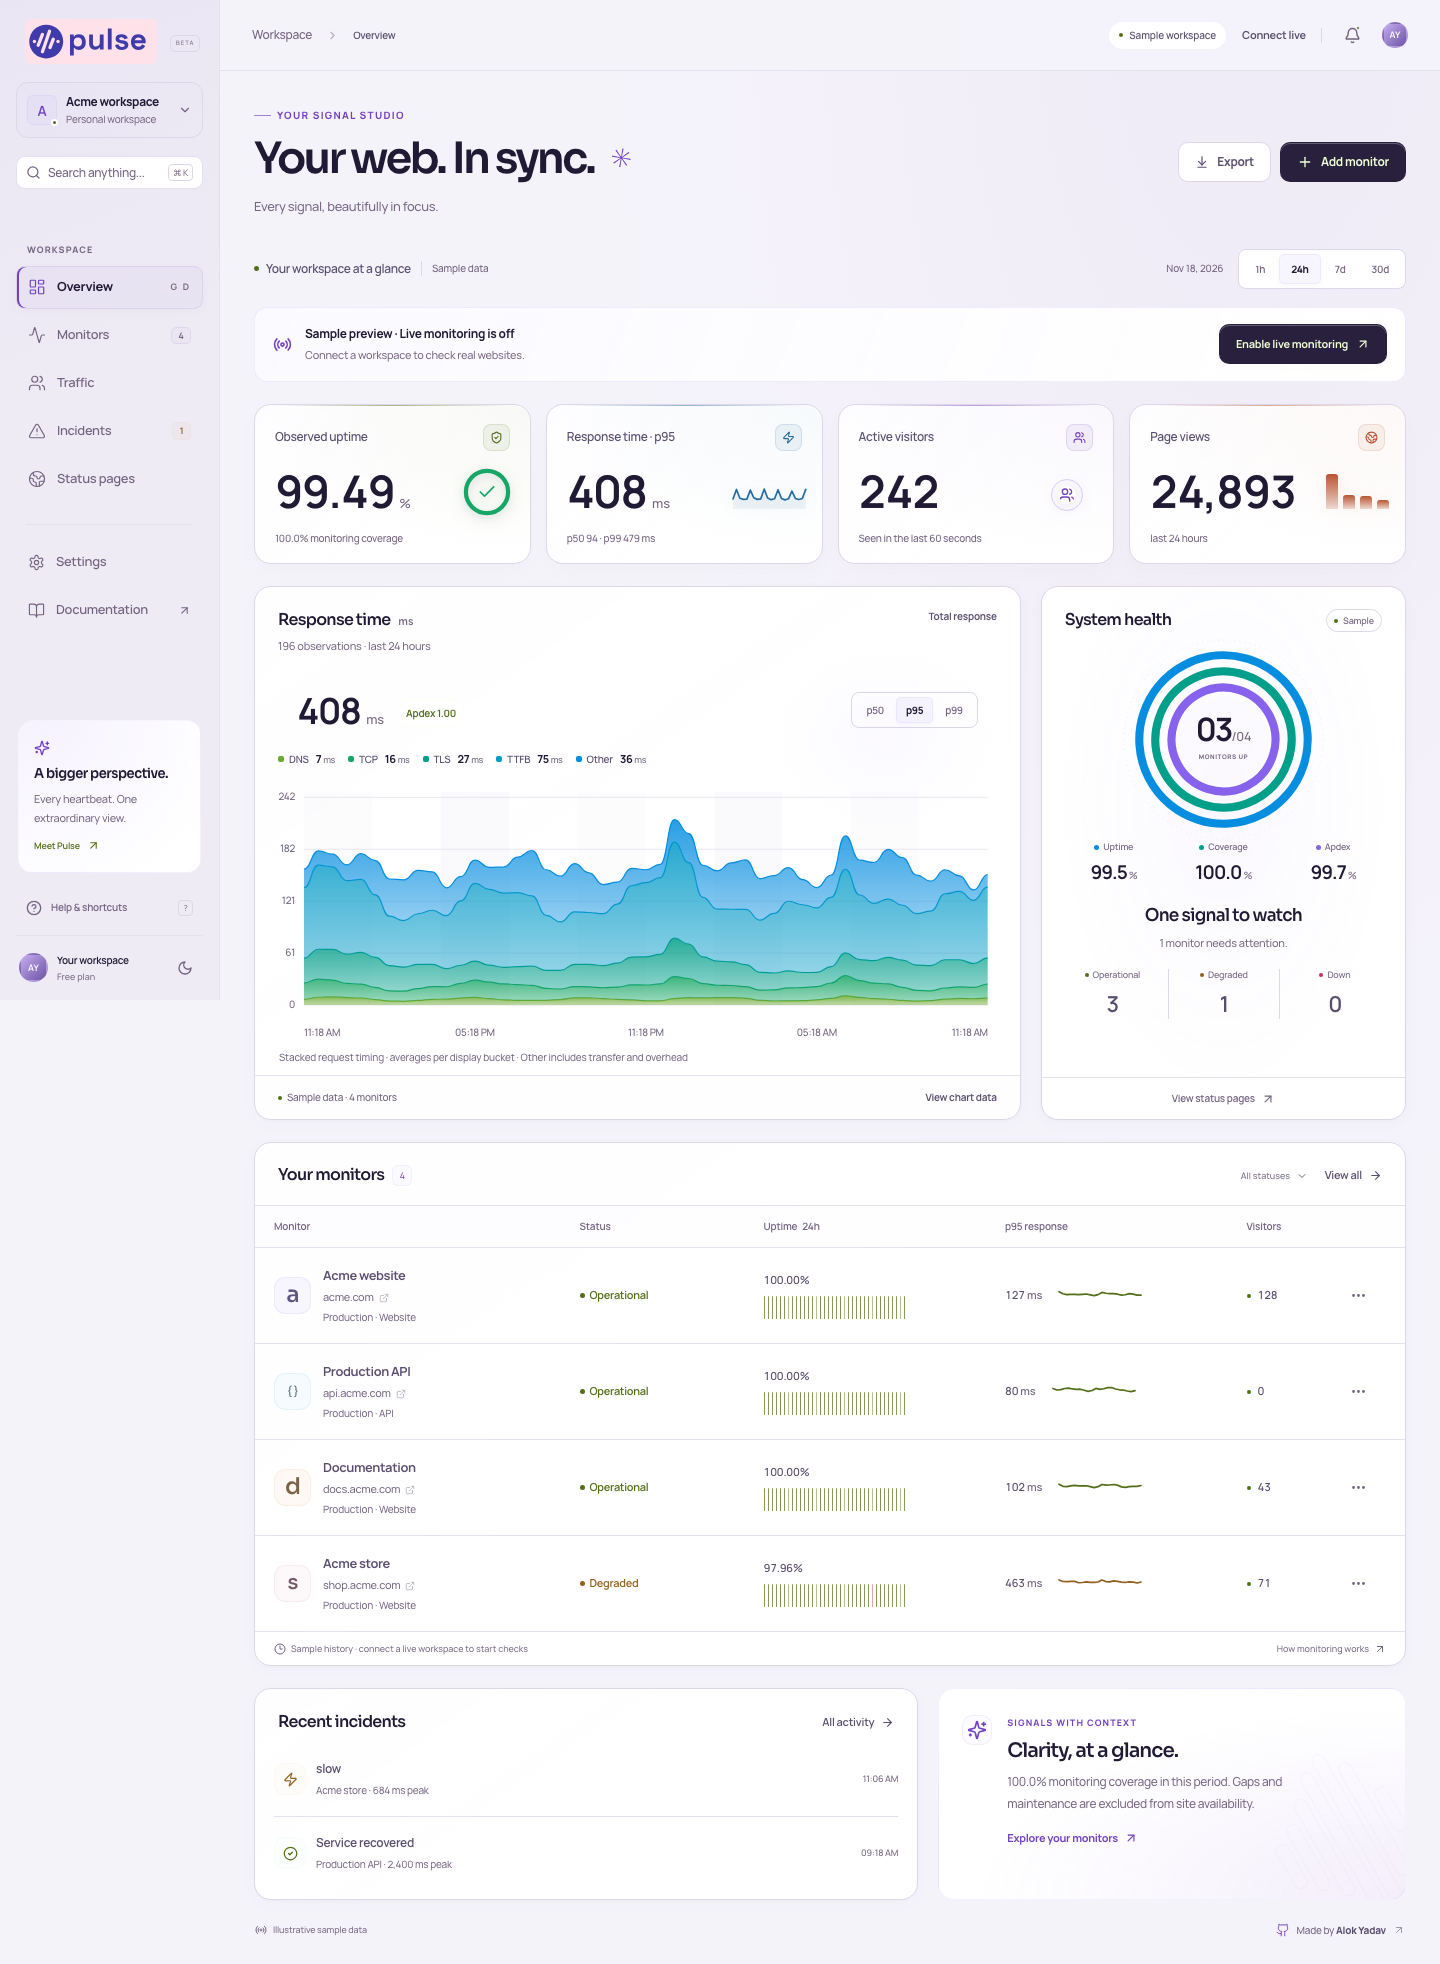 pulse
BETA
A
Acme workspace
Personal workspace
Search anything...
⌘K
WORKSPACE
Overview
G D
Monitors
4
Traffic
Incidents
1
Status pages
Settings
Documentation
A bigger perspective.
Every heartbeat. One
extraordinary view.
Meet Pulse
Help & shortcuts
?
AY
Your workspace
Free plan
Workspace
Overview
Sample workspace
Connect live
AY
YOUR SIGNAL STUDIO
Your web. In sync.
Every signal, beautifully in focus.
Export
Add monitor
Your workspace at a glance
Sample data
Nov 18, 2026
1h
24h
7d
30d
Sample preview · Live monitoring is off
Connect a workspace to check real websites.
Enable live monitoring
Observed uptime
99.49 %
100.0% monitoring coverage
Response time · p95
408 ms
p50 94 · p99 479 ms
Active visitors
242
Seen in the last 60 seconds
Page views
24,893
last 24 hours
Response time ms
Total response
196 observations · last 24 hours
408 ms
Apdex 1.00
p50
p95
p99
DNS 7 ms
TCP 16 ms
TLS 27 ms
TTFB 75 ms
Other 36 ms
242
182
121
61
0
11:18 AM
05:18 PM
11:18 PM
05:18 AM
11:18 AM
Stacked request timing · averages per display bucket · Other includes transfer and overhead
Sample data · 4 monitors
View chart data
System health
Sample
03/04
MONITORS UP
Uptime
99.5%
Coverage
100.0%
Apdex
99.7%
One signal to watch
1 monitor needs attention.
Operational
3
Degraded
1
Down
0
View status pages
Your monitors
4
All statuses
View all
Monitor
Status
Uptime 24h
p95 response
Visitors
a
Acme website
acme.com
Production · Website
Operational
100.00%
127 ms
128
{}
Production API
api.acme.com
Production · API
Operational
100.00%
80 ms
0
d
Documentation
docs.acme.com
Production · Website
Operational
100.00%
102 ms
43
s
Acme store
shop.acme.com
Production · Website
Degraded
97.96%
463 ms
71
Sample history · connect a live workspace to start checks
How monitoring works
Recent incidents
All activity
slow
Acme store · 684 ms peak
11:06 AM
Service recovered
Production API · 2,400 ms peak
09:18 AM
SIGNALS WITH CONTEXT
Clarity, at a glance.
100.0% monitoring coverage in this period. Gaps and
maintenance are excluded from site availability.
Explore your monitors
Illustrative sample data
Made by Alok Yadav